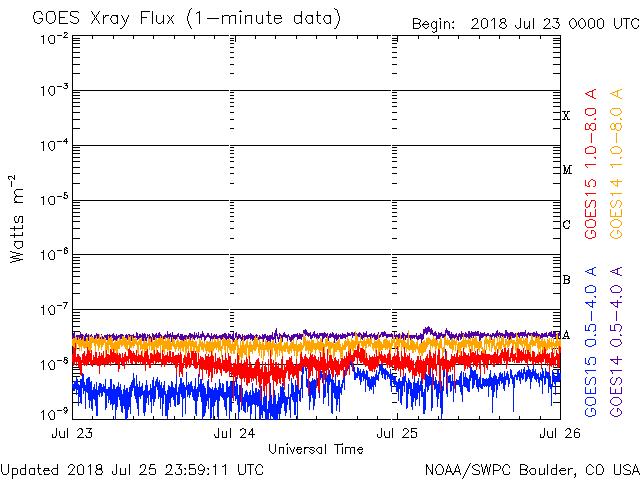 GOES Xray Flux (1-minute data)
Begin: 2018 Jul 23 0000 UTC
10⁻²
10⁻³
10⁻⁴
10⁻⁵
10⁻⁶
10⁻⁷
10⁻⁸
10⁻⁹
Watts m⁻²
X
M
C
B
A
GOES15 1.0-8.0 A
GOES14 1.0-8.0 A
GOES15 0.5-4.0 A
GOES14 0.5-4.0 A
Jul 23 Jul 24 Jul 25 Jul 26
Universal Time
Updated 2018 Jul 25 23:59:11 UTC
NOAA/SWPC Boulder, CO USA